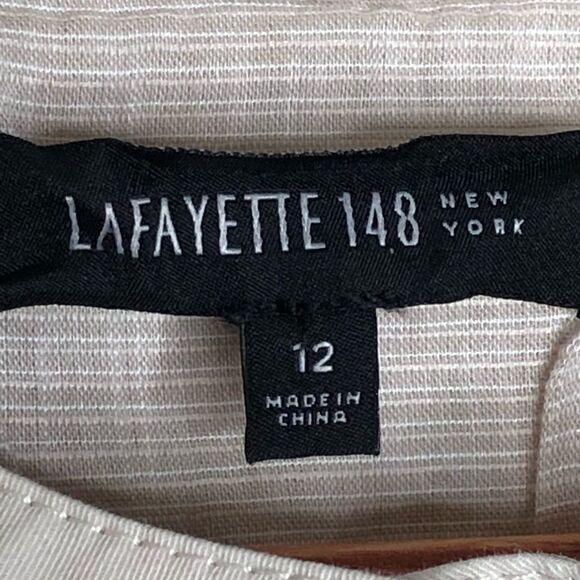 LAFAYETTE 148 NEW YORK
12
MADE IN
CHINA